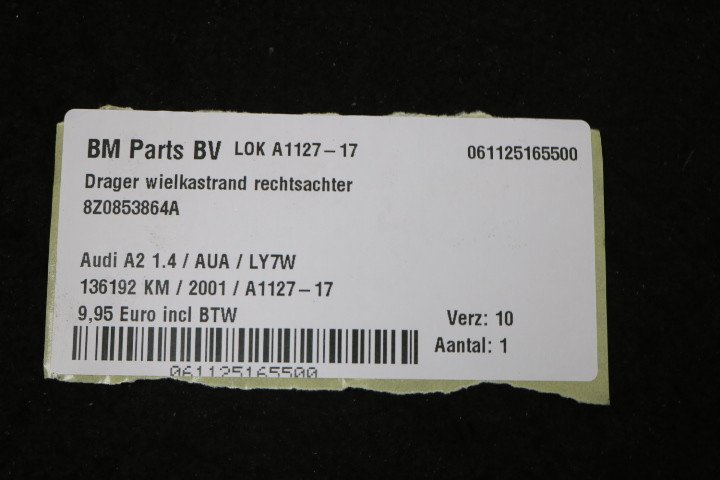 BM Parts BV LOK A1127-17 061125165500
Drager wielkastrand rechtsachter
8Z0853864A
Audi A2 1.4 / AUA / LY7W
136192 KM / 2001 / A1127-17
9,95 Euro incl BTW
Verz: 10
Aantal: 1
061125165500